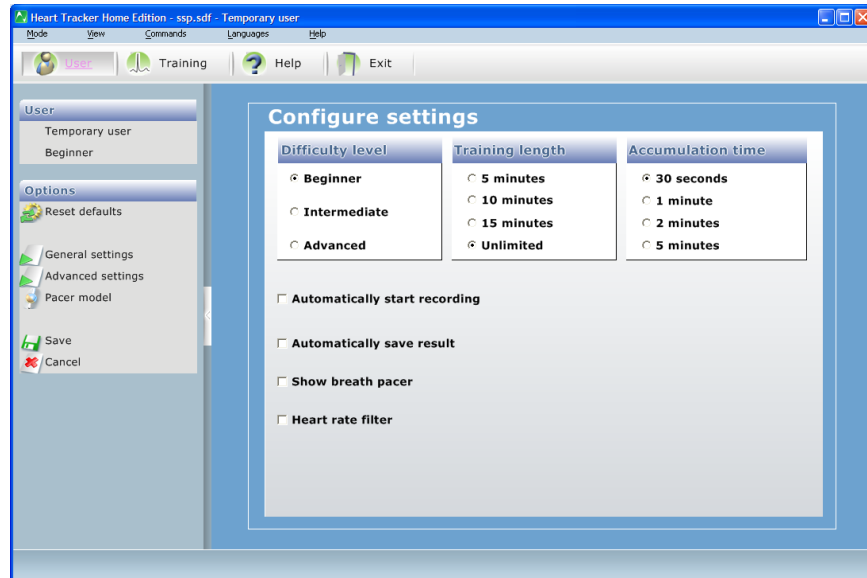 Heart Tracker Home Edition - ssp.sdf - Temporary user
Mode View Commands Languages Help
User Training Help Exit
User
Temporary user
Beginner
Options
Reset defaults
General settings
Advanced settings
Pacer model
Save
Cancel
Configure settings
Difficulty level
Beginner
Intermediate
Advanced
Training length
5 minutes
10 minutes
15 minutes
Unlimited
Accumulation time
30 seconds
1 minute
2 minutes
5 minutes
Automatically start recording
Automatically save result
Show breath pacer
Heart rate filter